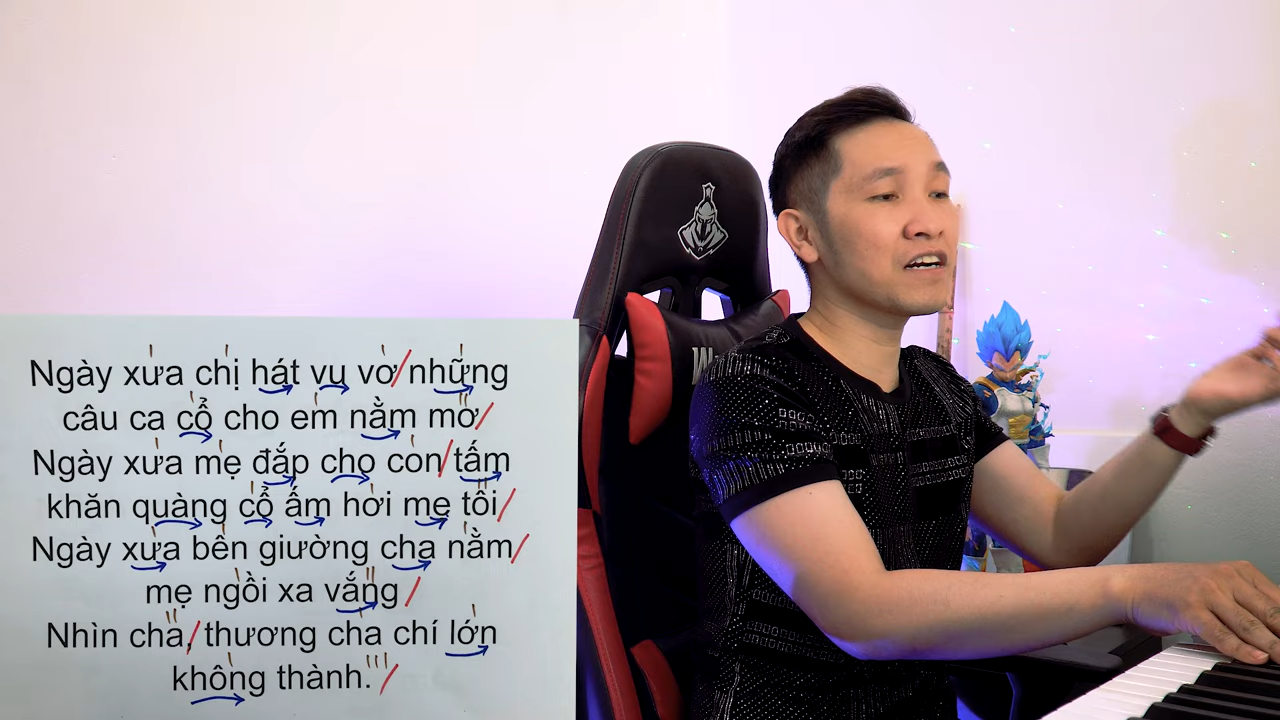 Ngày xưa chị hát vu vơ những
câu ca cổ cho em nằm mơ
Ngày xưa mẹ đắp cho con tấm
khăn quàng cổ ấm hơi mẹ tôi
Ngày xưa bên giường cha nằm
mẹ ngồi xa vắng
Nhìn cha, thương cha chí lớn
không thành.
W